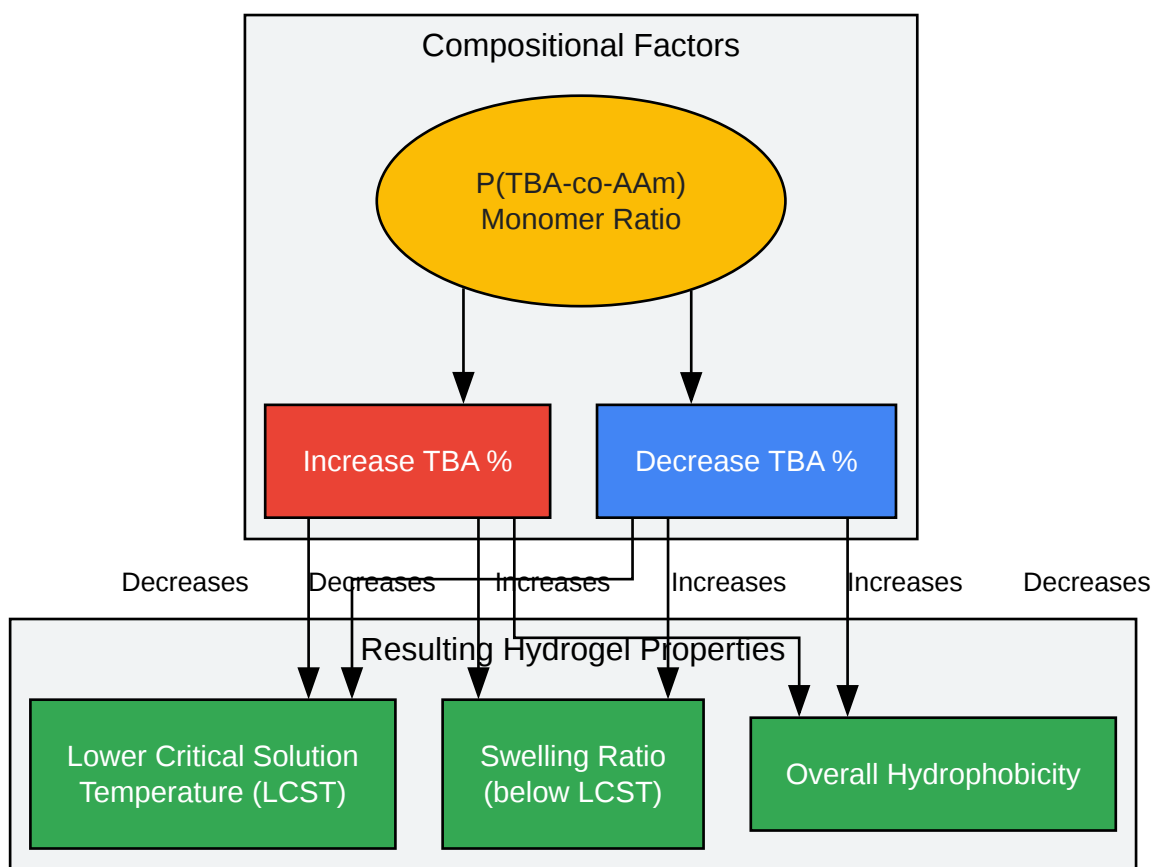 Compositional Factors
P(TBA-co-AAm)
Monomer Ratio
Increase TBA %
Decrease TBA %
Decreases
Decreases
Increases
Increases
Increases
Decreases
Resulting Hydrogel Properties
Lower Critical Solution
Temperature (LCST)
Swelling Ratio
(below LCST)
Overall Hydrophobicity